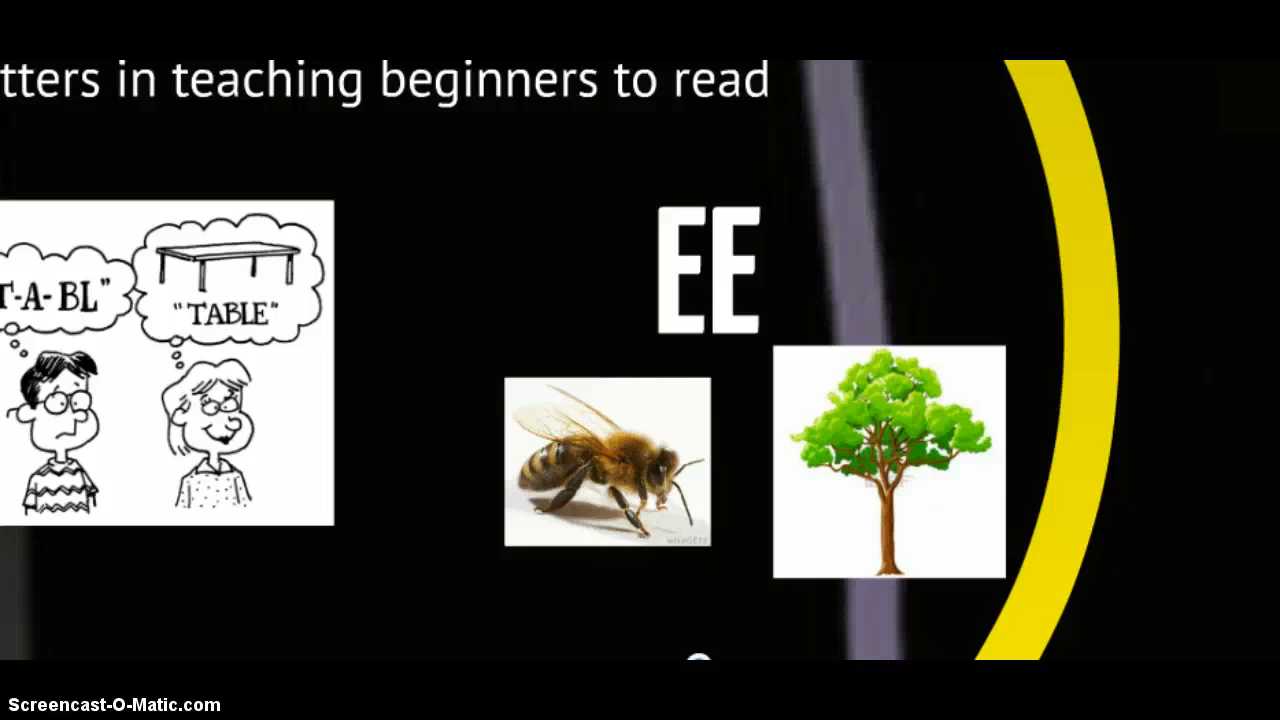 tters in teaching beginners to read
T-A-BL"
"TABLE"
EE
Screencast-O-Matic.com